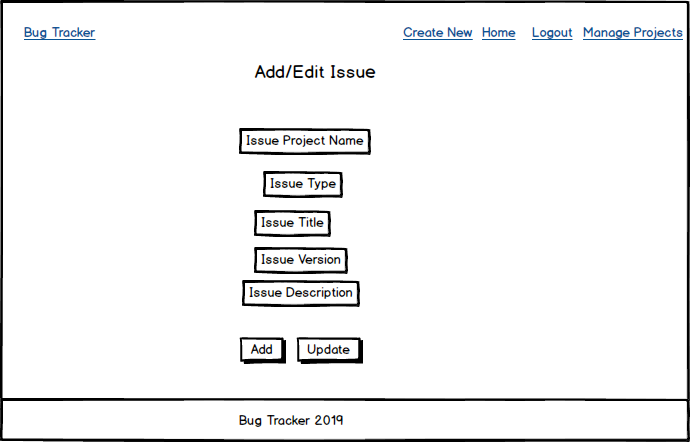 Bug Tracker Create New Home Logout Manage Projects
Add/Edit Issue
Issue Project Name
Issue Type
Issue Title
Issue Version
Issue Description
Add Update
Bug Tracker 2019